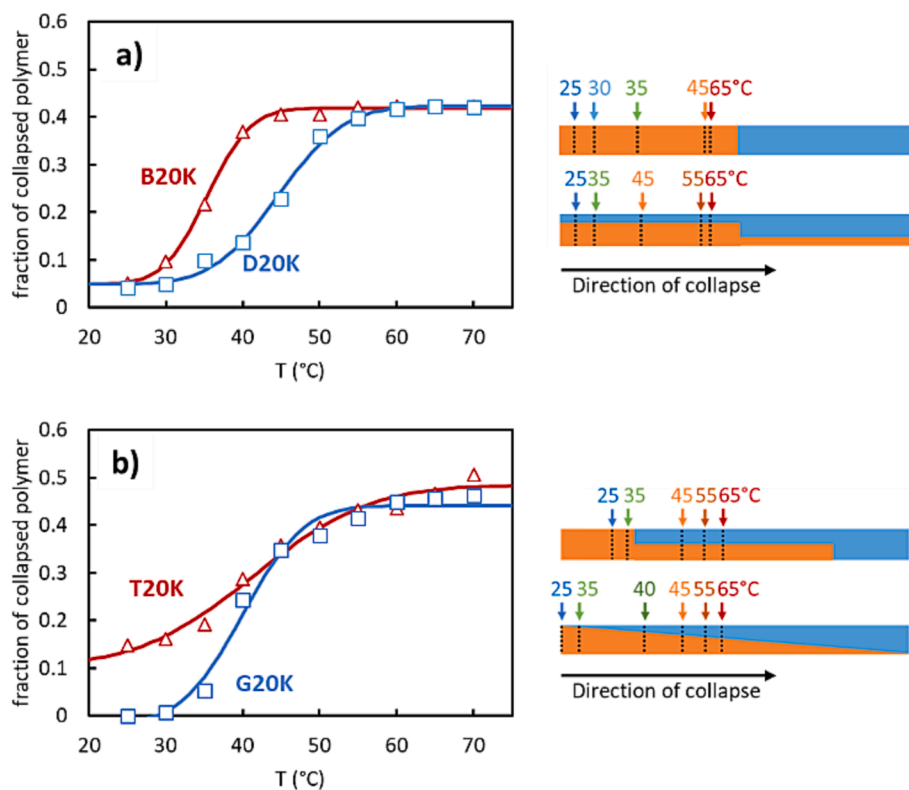 a)
fraction of collapsed polymer
0.6
0.5
0.4
0.3
0.2
0.1
0
B20K
D20K
20 30 40 50 60 70
T (°C)
25 30 35 45 65°C
25 35 45 55 65°C
Direction of collapse
b)
fraction of collapsed polymer
0.6
0.5
0.4
0.3
0.2
0.1
0
T20K
G20K
20 30 40 50 60 70
T (°C)
25 35 45 55 65°C
25 35 40 45 55 65°C
Direction of collapse